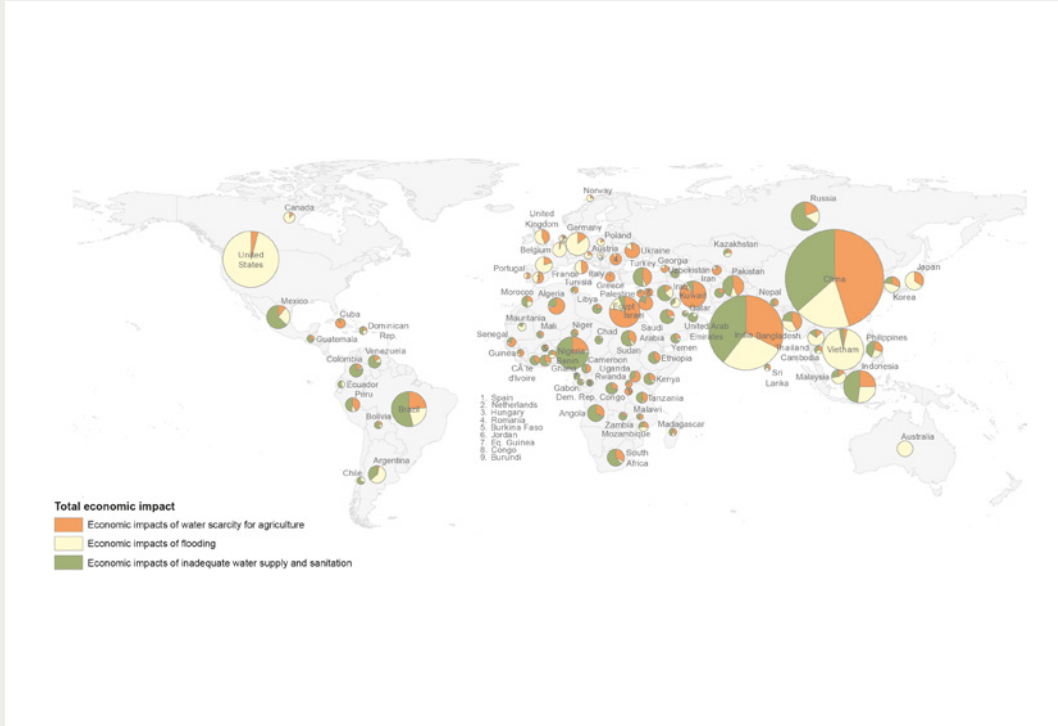 Norway
Canada
Russia
United
Kingdom
Germany
Poland
United
States
Belgium
Austria
Ukraine
Kazakhstan
China
Japan
Portugal
France
Italy
Turkey
Georgia
Uzbekistan
Tunisia
Greece
Iran
Pakistan
Korea
Mexico
Morocco
Algeria
Libya
Palestine
Egypt
Israel
Iraq
Kuwait
Nepal
Qatar
Cuba
Dominican
Rep.
Guatemala
Mauritania
Mali
Niger
Chad
Saudi
Arabia
United Arab
Emirates
India
Bangladesh
Vietnam
Philippines
Senegal
Thailand
Cambodia
Venezuela
Colombia
Guinea
Nigeria
Benin
Cameroon
Sudan
Yemen
Ethiopia
Sri
Lanka
Malaysia
Indonesia
CÃ´te
d'Ivoire
Ghana
Uganda
Ecuador
Peru
Gabon
Rwanda
Kenya
Dem. Rep. Congo
Tanzania
Brazil
Bolivia
Angola
Malawi
Zambia
Mozambique
Madagascar
Australia
Argentina
Chile
South
Africa
1. Spain
2. Netherlands
3. Hungary
4. Romania
5. Burkina Faso
6. Jordan
7. Eq. Guinea
8. Congo
9. Burundi
Total economic impact
Economic impacts of water scarcity for agriculture
Economic impacts of flooding
Economic impacts of inadequate water supply and sanitation